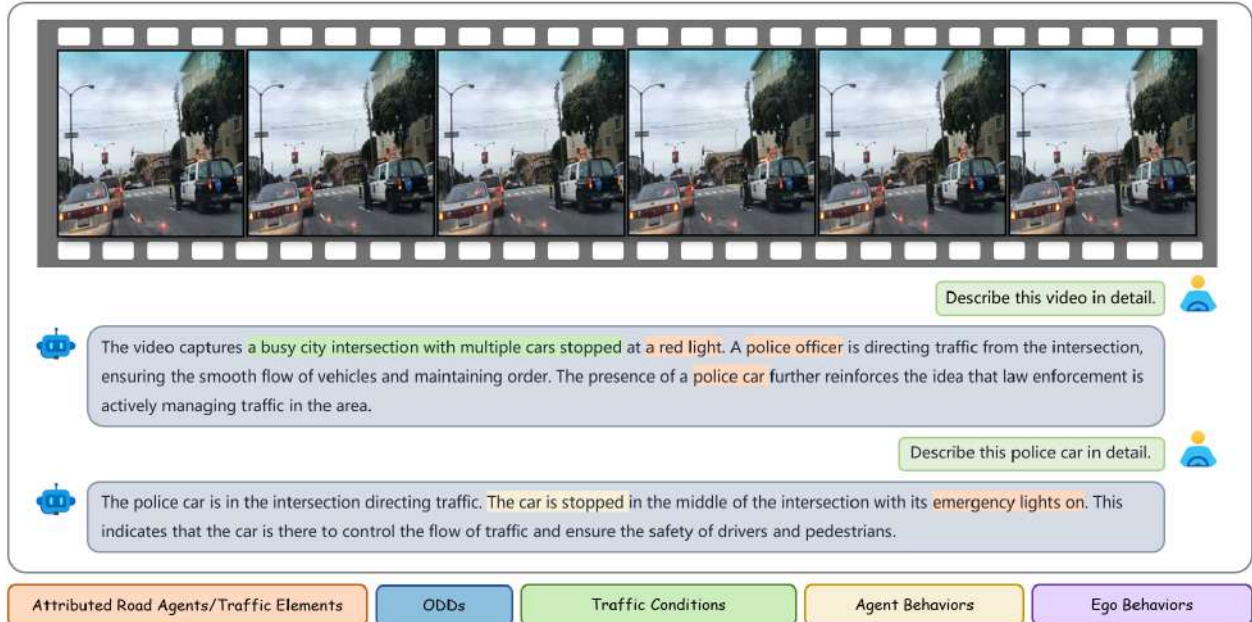 Describe this video in detail.
The video captures a busy city intersection with multiple cars stopped at a red light. A police officer is directing traffic from the intersection,
ensuring the smooth flow of vehicles and maintaining order. The presence of a police car further reinforces the idea that law enforcement is
actively managing traffic in the area.
Describe this police car in detail.
The police car is in the intersection directing traffic. The car is stopped in the middle of the intersection with its emergency lights on. This
indicates that the car is there to control the flow of traffic and ensure the safety of drivers and pedestrians.
Attributed Road Agents/Traffic Elements
ODDs
Traffic Conditions
Agent Behaviors
Ego Behaviors